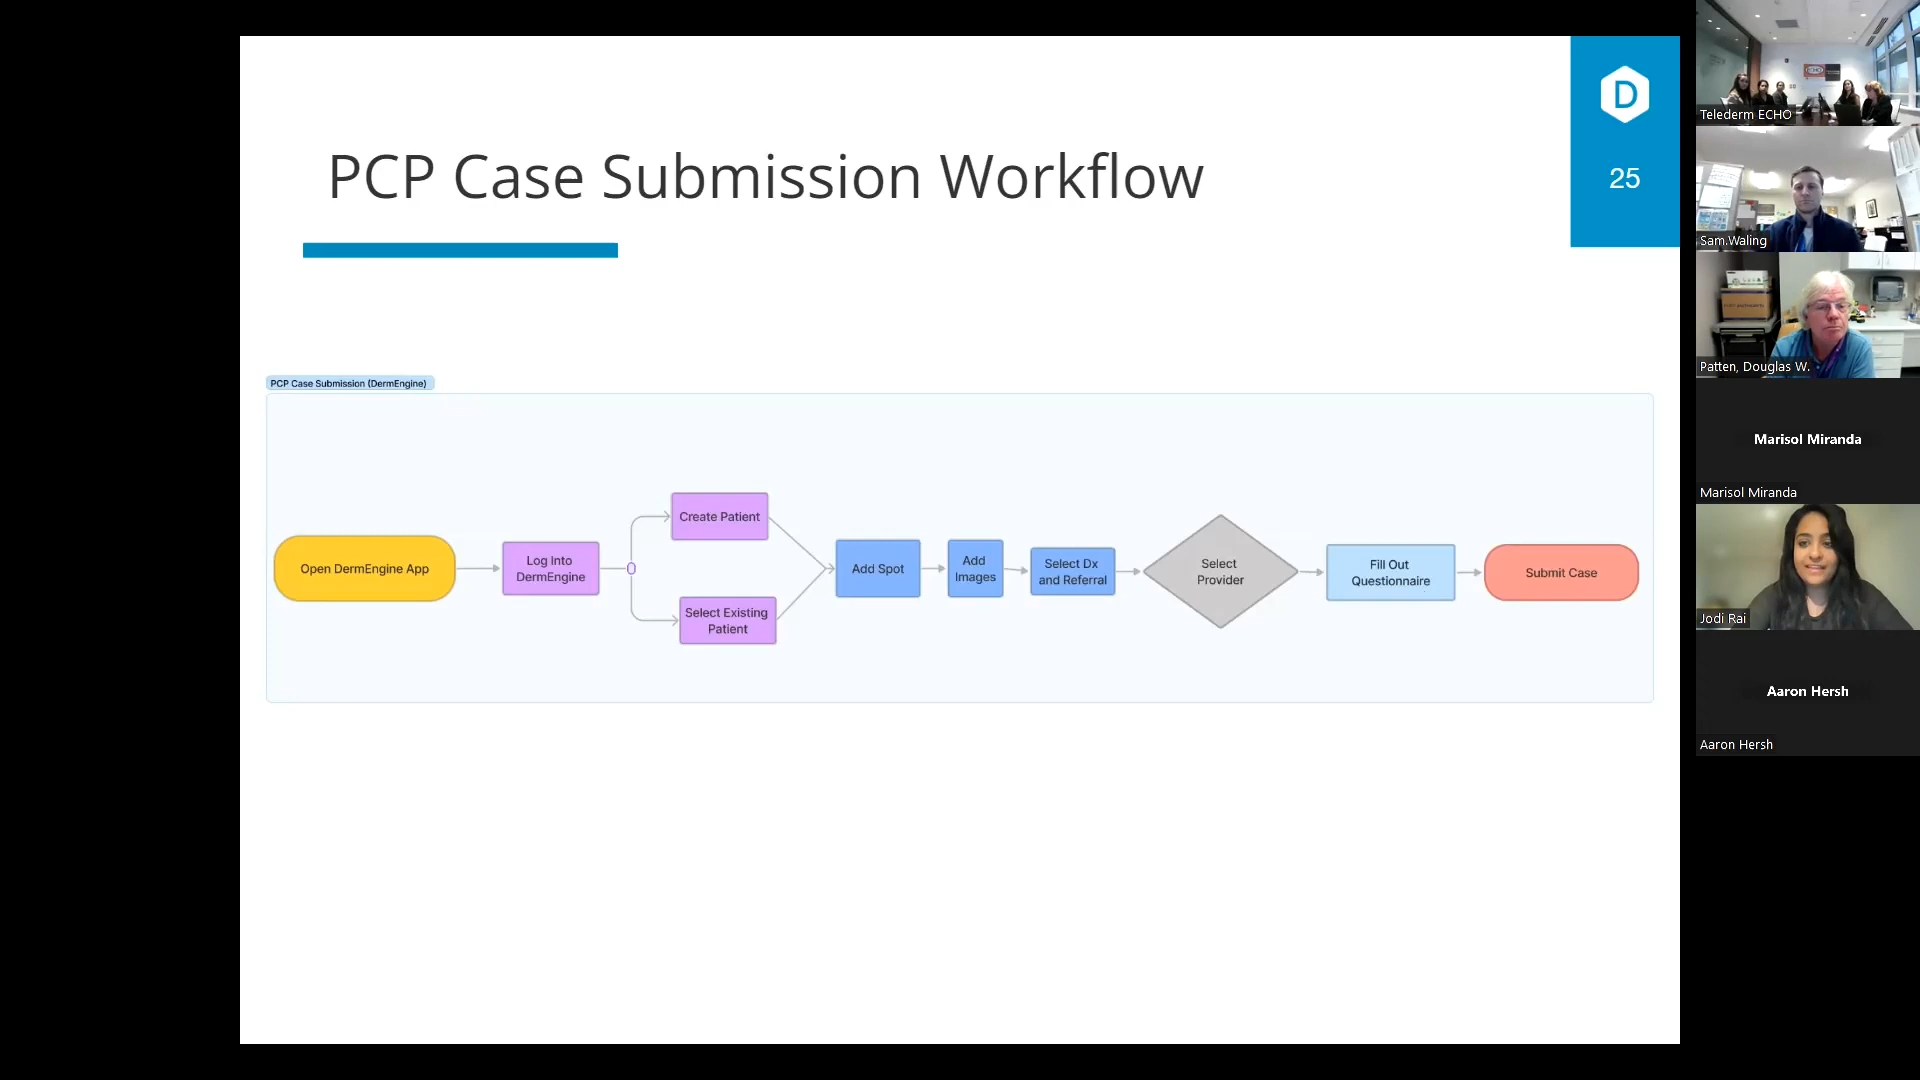 PCP Case Submission Workflow
D
25
PCP Case Submission (DermEngine)
Open DermEngine App
Log Into
DermEngine
Create Patient
Select Existing
Patient
Add Spot
Add
Images
Select Dx
and Referral
Select
Provider
Fill Out
Questionnaire
Submit Case
Telederm ECHO
Sam.Waling
Patten, Douglas W.
Marisol Miranda
Marisol Miranda
Jodi Rai
Aaron Hersh
Aaron Hersh